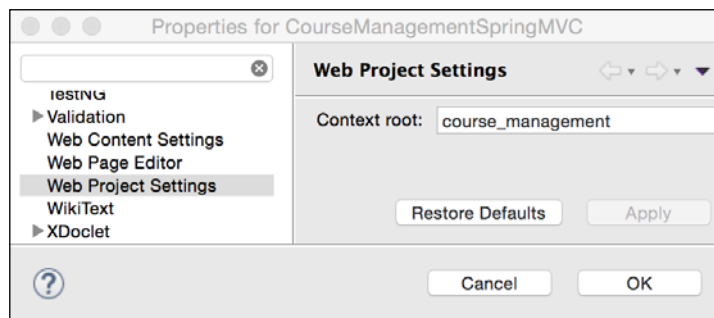 Properties for CourseManagementSpringMVC
Web Project Settings
TestNG
Validation
Web Content Settings
Web Page Editor
Web Project Settings
WikiText
XDoclet
Context root: course_management
Restore Defaults Apply
? Cancel OK